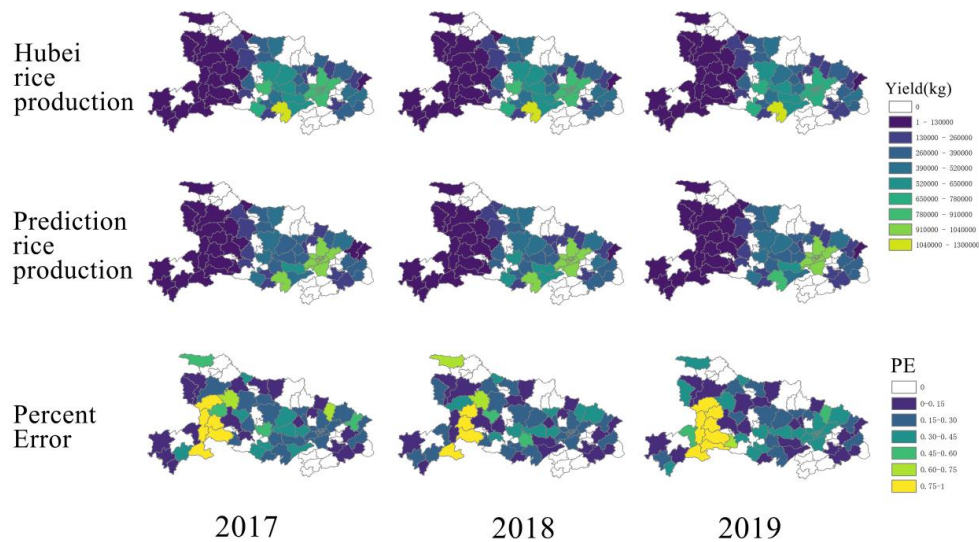 Hubei
rice
production
Yield(kg)
0
1 - 130000
130000 - 260000
260000 - 390000
390000 - 520000
520000 - 650000
650000 - 780000
780000 - 910000
910000 - 1040000
1040000 - 1300000
Prediction
rice
production
Percent
Error
PE
0
0-0.15
0.15-0.30
0.30-0.45
0.45-0.60
0.60-0.75
0.75-1
2017
2018
2019